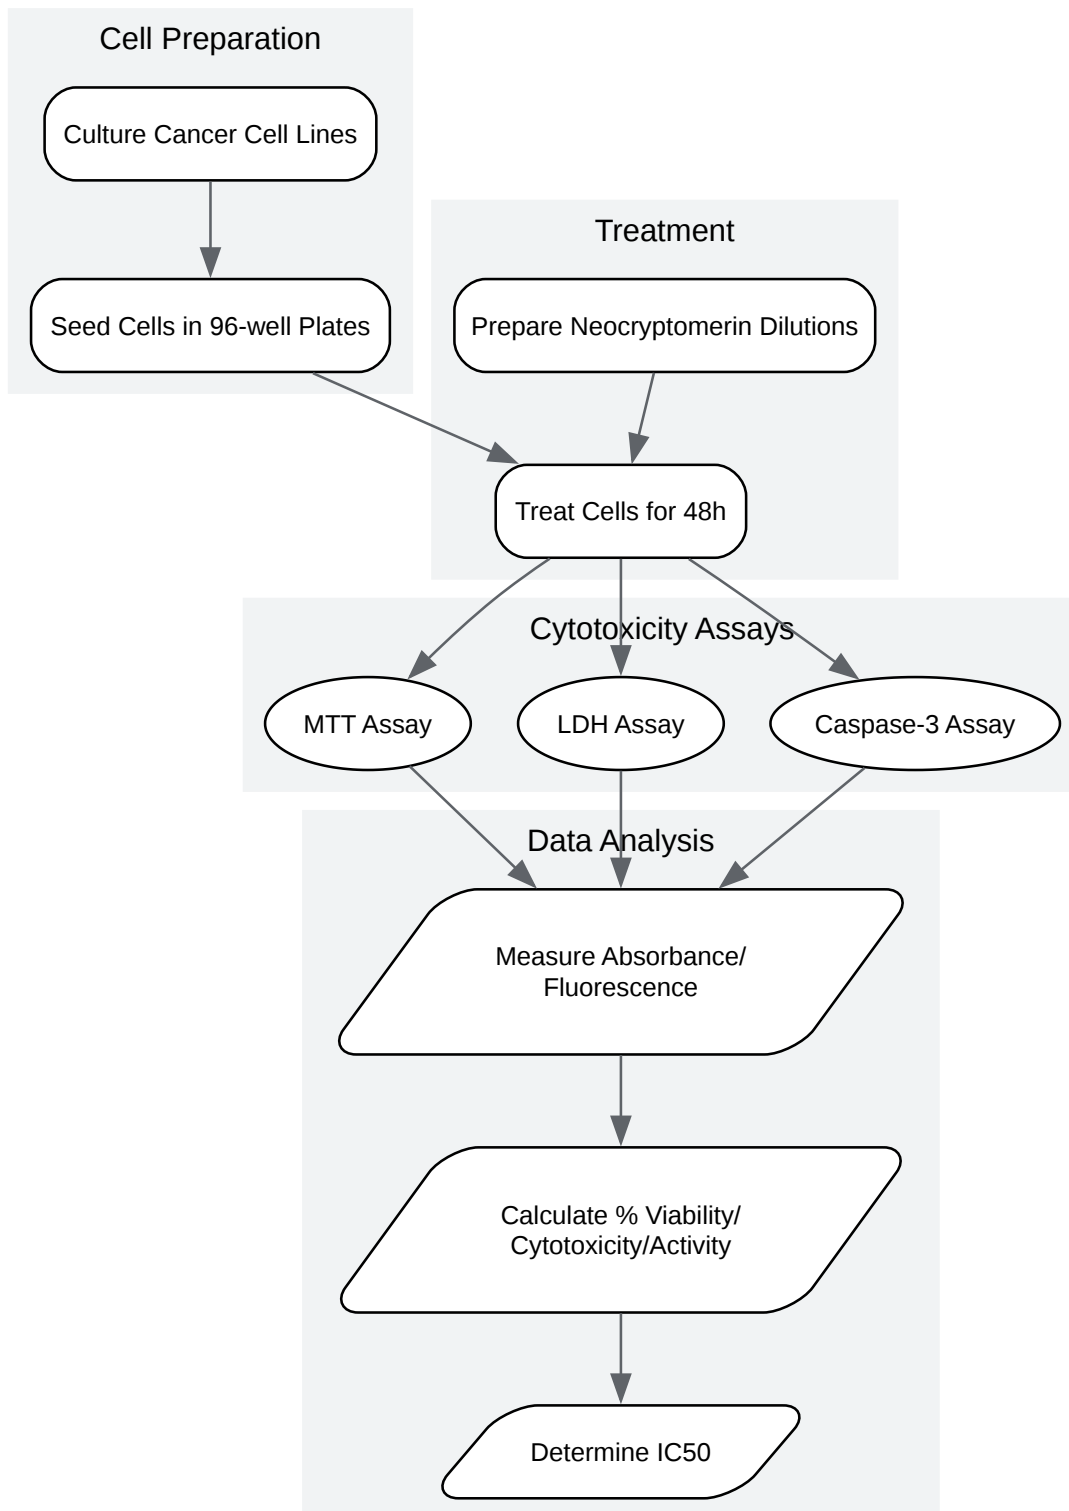 Cell Preparation
Culture Cancer Cell Lines
Seed Cells in 96-well Plates
Treatment
Prepare Neocryptomerin Dilutions
Treat Cells for 48h
Cytotoxicity Assays
MTT Assay
LDH Assay
Caspase-3 Assay
Data Analysis
Measure Absorbance/
Fluorescence
Calculate % Viability/
Cytotoxicity/Activity
Determine IC50